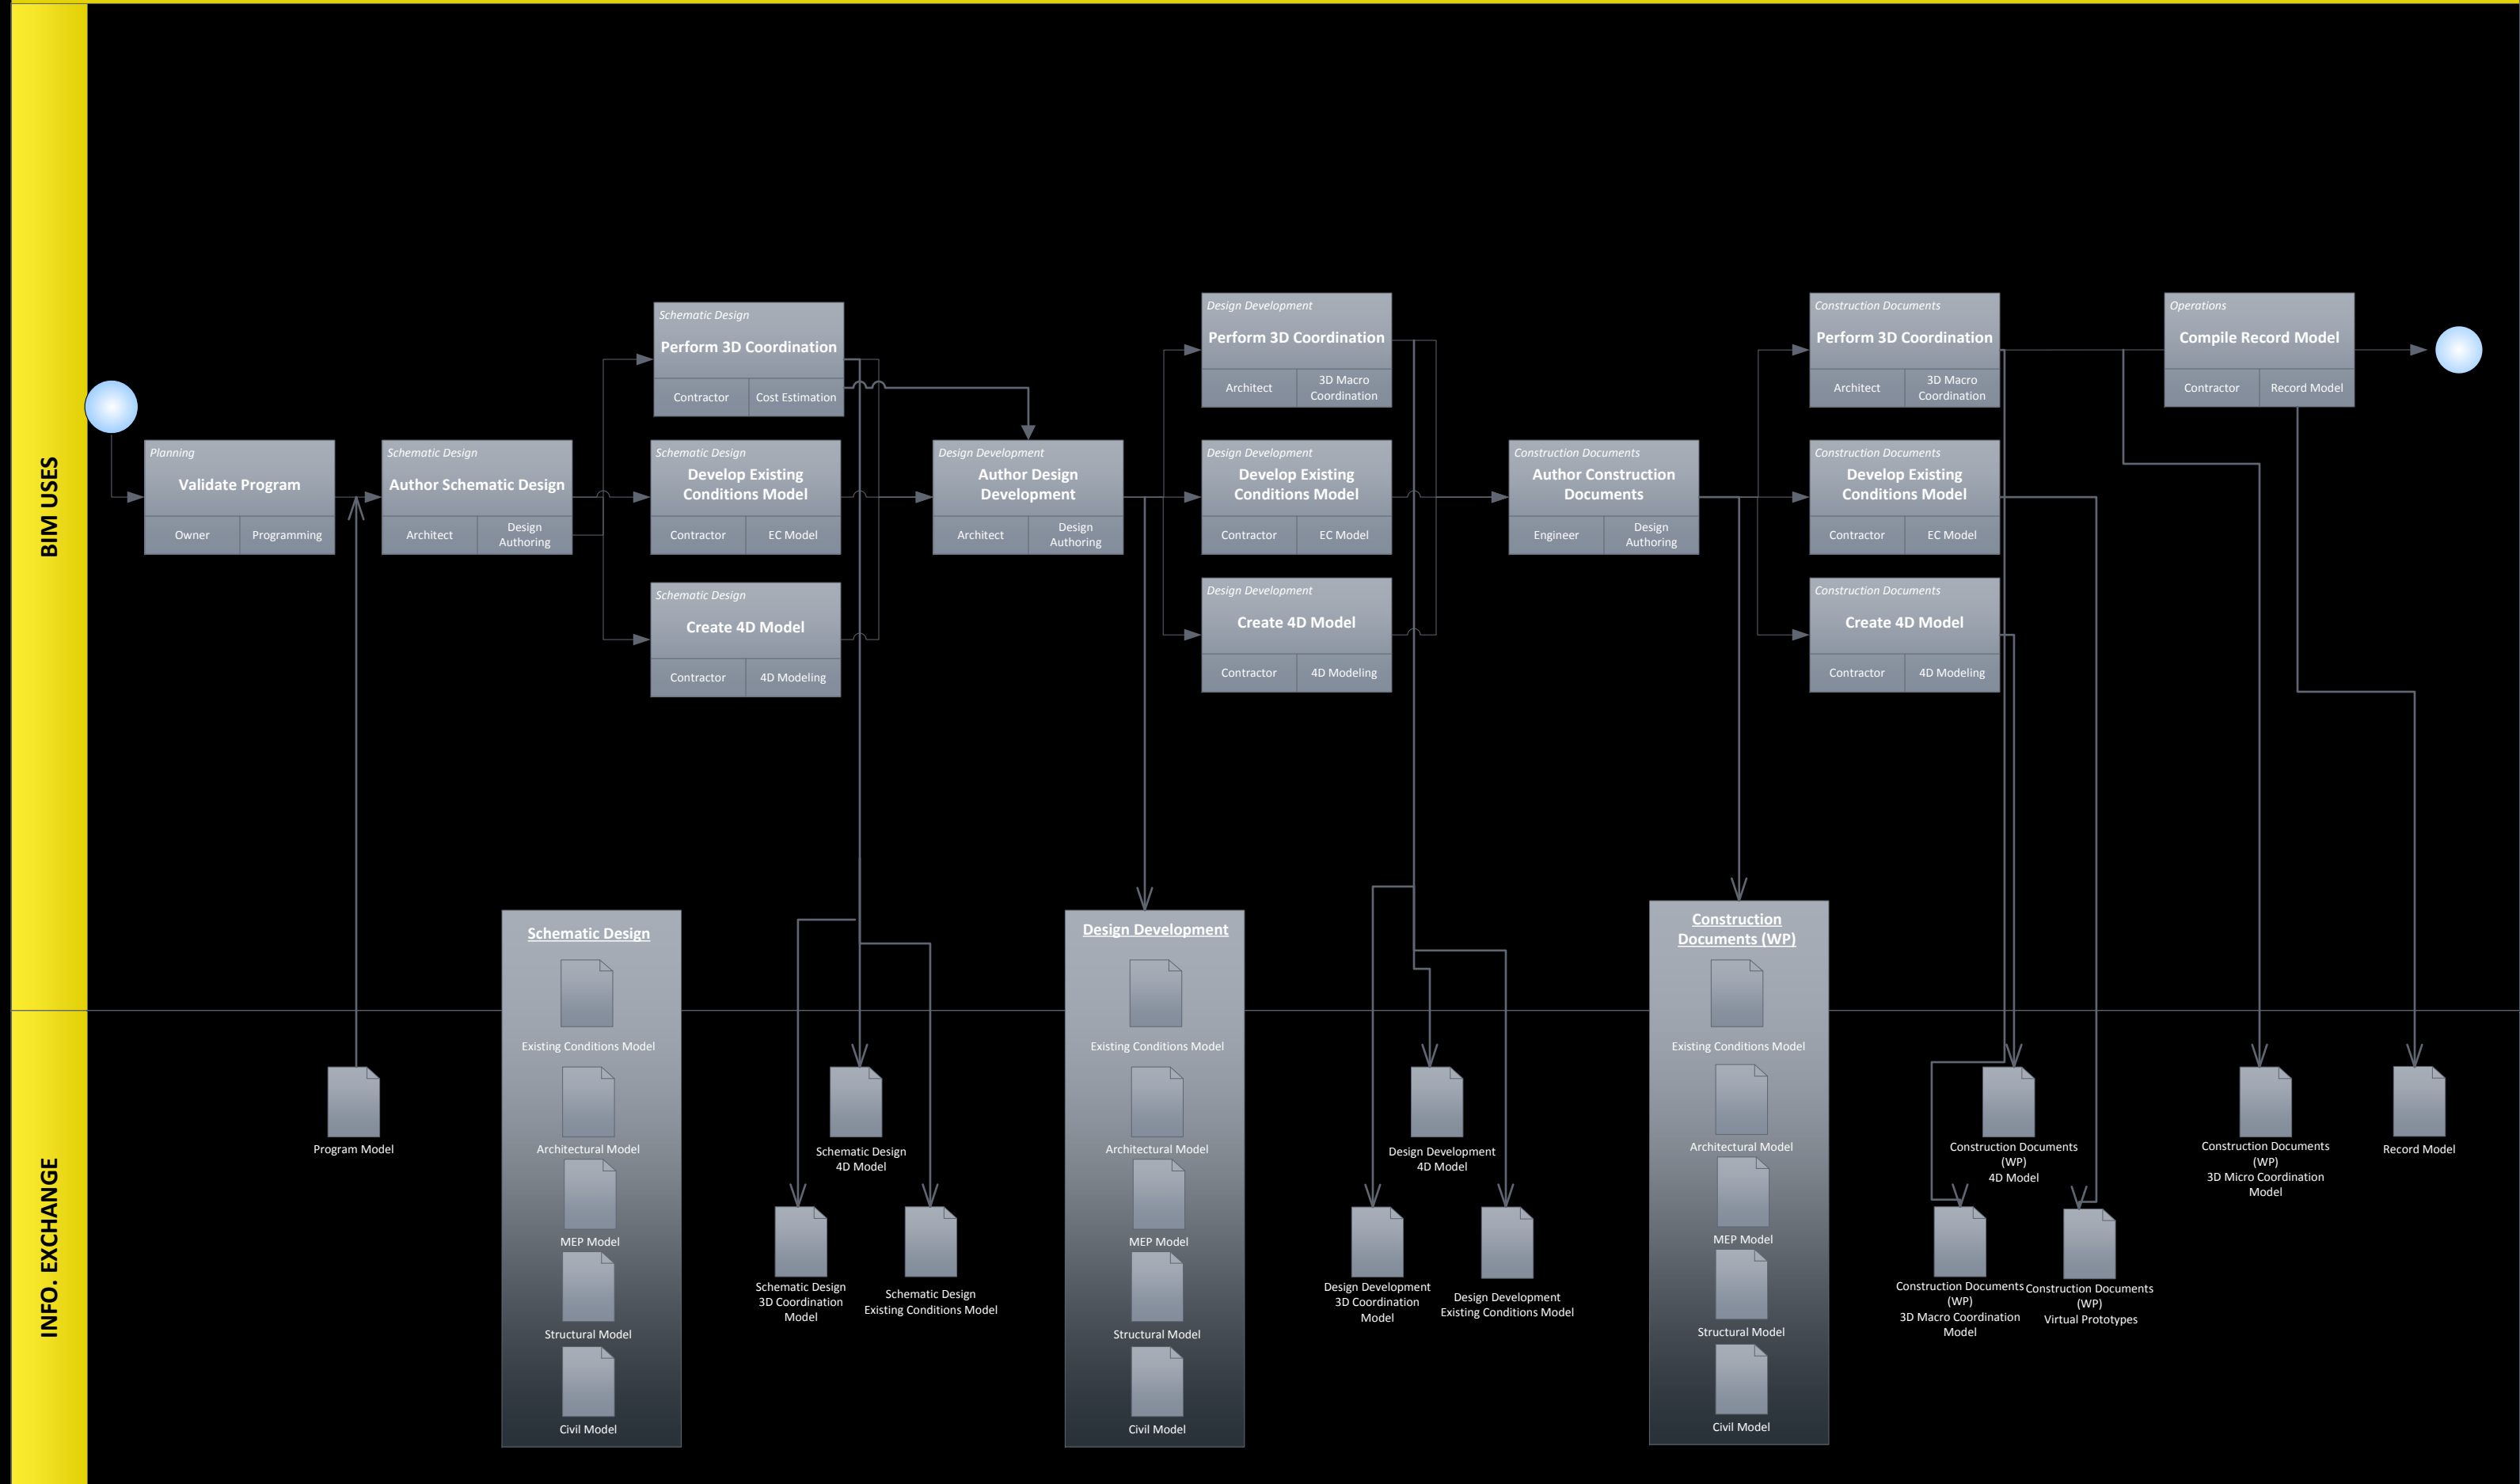 BIM USES
Planning
Validate Program
Owner
Programming
Schematic Design
Author Schematic Design
Architect
Design
Authoring
Schematic Design
Perform 3D Coordination
Contractor
Cost Estimation
Schematic Design
Develop Existing
Conditions Model
Contractor
EC Model
Schematic Design
Create 4D Model
Contractor
4D Modeling
Design Development
Author Design
Development
Architect
Design
Authoring
Design Development
Perform 3D Coordination
Architect
3D Macro
Coordination
Design Development
Develop Existing
Conditions Model
Contractor
EC Model
Design Development
Create 4D Model
Contractor
4D Modeling
Construction Documents
Author Construction
Documents
Engineer
Design
Authoring
Construction Documents
Perform 3D Coordination
Architect
3D Macro
Coordination
Construction Documents
Develop Existing
Conditions Model
Contractor
EC Model
Construction Documents
Create 4D Model
Contractor
4D Modeling
Operations
Compile Record Model
Contractor
Record Model
INFO. EXCHANGE
Program Model
Schematic Design
Existing Conditions Model
Architectural Model
MEP Model
Structural Model
Civil Model
Schematic Design
4D Model
Schematic Design
3D Coordination
Model
Schematic Design
Existing Conditions Model
Design Development
Existing Conditions Model
Architectural Model
MEP Model
Structural Model
Civil Model
Design Development
4D Model
Design Development
3D Coordination
Model
Design Development
Existing Conditions Model
Construction
Documents (WP)
Existing Conditions Model
Architectural Model
MEP Model
Structural Model
Civil Model
Construction Documents
(WP)
4D Model
Construction Documents
(WP)
3D Macro Coordination
Model
Construction Documents
(WP)
Virtual Prototypes
Construction Documents
(WP)
3D Micro Coordination
Model
Record Model